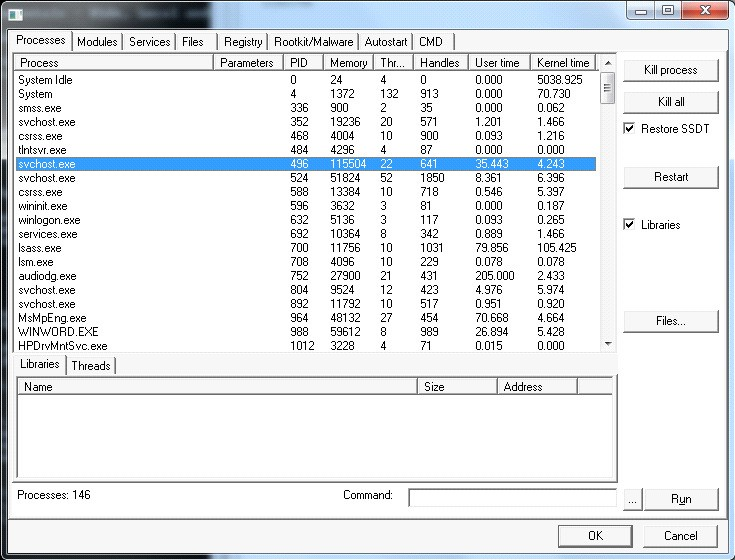 Processes Modules Services Files Registry Rootkit/Malware Autostart CMD
Process Parameters PID Memory Thr... Handles User time Kernel time
System Idle 0 24 4 0 0.000 5038.925
System 4 1372 132 913 0.000 70.730
smss.exe 336 900 2 35 0.000 0.062
svchost.exe 352 19236 20 571 1.201 1.466
csrss.exe 468 4004 10 900 0.093 1.216
tlntsvr.exe 484 4296 4 87 0.000 0.000
svchost.exe 496 115504 22 641 35.443 4.243
svchost.exe 524 51824 52 1850 8.361 6.396
csrss.exe 588 13384 10 718 0.546 5.397
wininit.exe 596 3632 3 81 0.000 0.187
winlogon.exe 632 5136 3 117 0.093 0.265
services.exe 692 10364 8 342 0.889 1.466
lsass.exe 700 11756 10 1031 79.856 105.425
lsm.exe 708 4096 10 229 0.078 0.078
audiodg.exe 752 27900 21 431 205.000 2.433
svchost.exe 804 9524 12 423 4.976 5.974
svchost.exe 892 11792 10 517 0.951 0.920
MsMpEng.exe 964 48132 27 454 70.668 4.664
WINWORD.EXE 988 59612 8 989 26.894 5.428
HPDrvMntSvc.exe 1012 3228 4 71 0.015 0.000
Kill process
Kill all
Restore SSDT
Restart
Libraries
Files...
Libraries Threads
Name Size Address
Processes: 146 Command: ... Run
OK Cancel